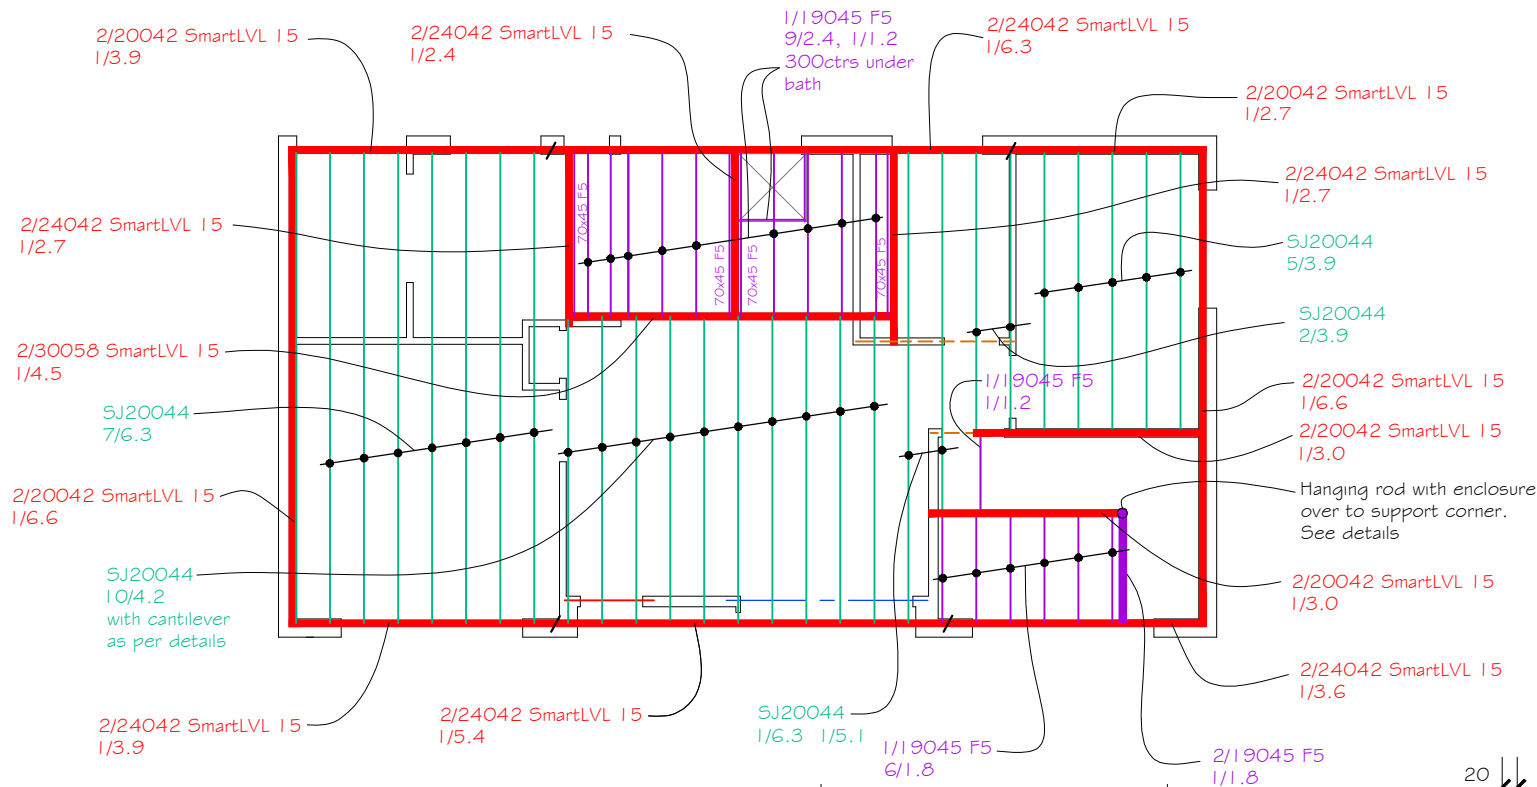 2/20042 SmartLVL 15
1/3.9
2/24042 SmartLVL 15
1/2.4
1/19045 F5
9/2.4, 1/1.2
300ctrs under
bath
2/24042 SmartLVL 15
1/6.3
2/20042 SmartLVL 15
1/2.7
2/24042 SmartLVL 15
1/2.7
2/24042 SmartLVL 15
1/2.7
SJ20044
5/3.9
70x45 F5
70x45 F5
70x45 F5
70x45 F5
SJ20044
2/3.9
2/30058 SmartLVL 15
1/4.5
1/19045 F5
1/1.2
2/20042 SmartLVL 15
1/6.6
SJ20044
7/6.3
2/20042 SmartLVL 15
1/3.0
2/20042 SmartLVL 15
1/6.6
Hanging rod with enclosure
over to support corner.
See details
SJ20044
10/4.2
with cantilever
as per details
2/20042 SmartLVL 15
1/3.0
2/24042 SmartLVL 15
1/3.6
2/24042 SmartLVL 15
1/3.9
2/24042 SmartLVL 15
1/5.4
SJ20044
1/6.3 1/5.1
1/19045 F5
6/1.8
2/19045 F5
1/1.8
20